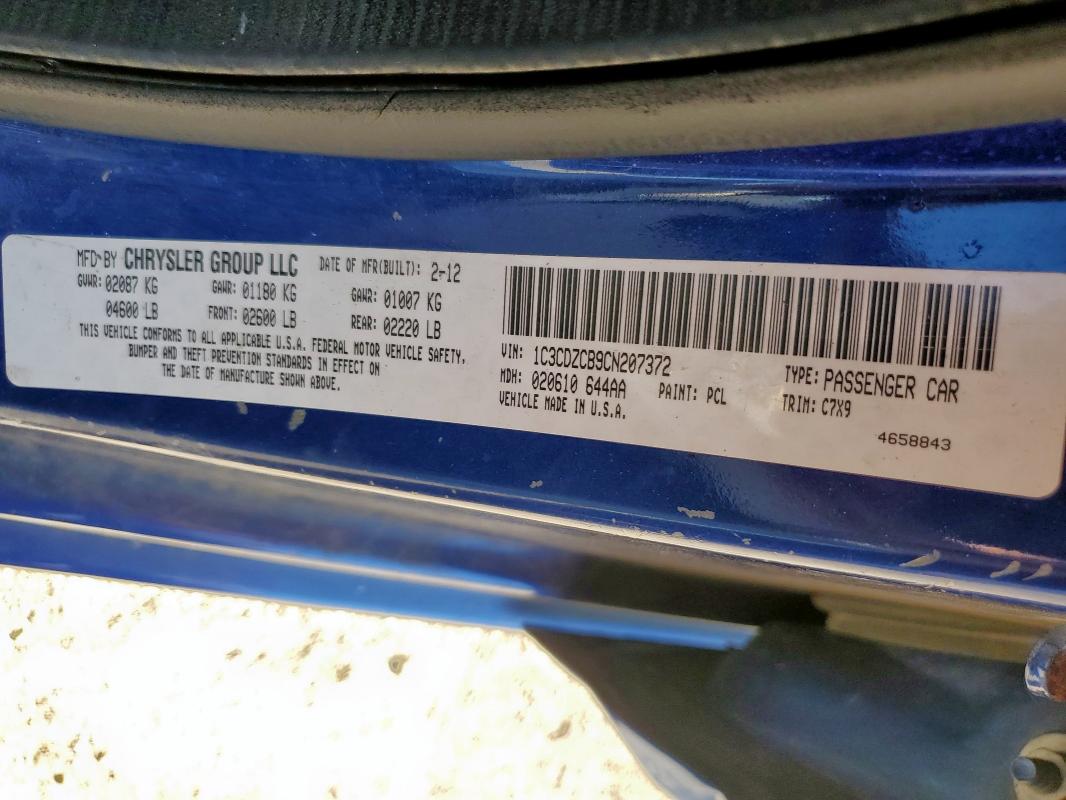 MFD BY CHRYSLER GROUP LLC DATE OF MFR(BUILT): 2-12
GVWR: 02087 KG GAWR: 01180 KG GAWR: 01007 KG
04600 LB FRONT: 02600 LB REAR: 02220 LB
THIS VEHICLE CONFORMS TO ALL APPLICABLE U.S.A. FEDERAL MOTOR VEHICLE SAFETY,
BUMPER AND THEFT PREVENTION STANDARDS IN EFFECT ON
THE DATE OF MANUFACTURE SHOWN ABOVE.
VIN: 1C3CDZCB9CN207372 TYPE: PASSENGER CAR
MDH: 020610 644AA PAINT: PCL TRIM: C7X9
VEHICLE MADE IN U.S.A.
4658843